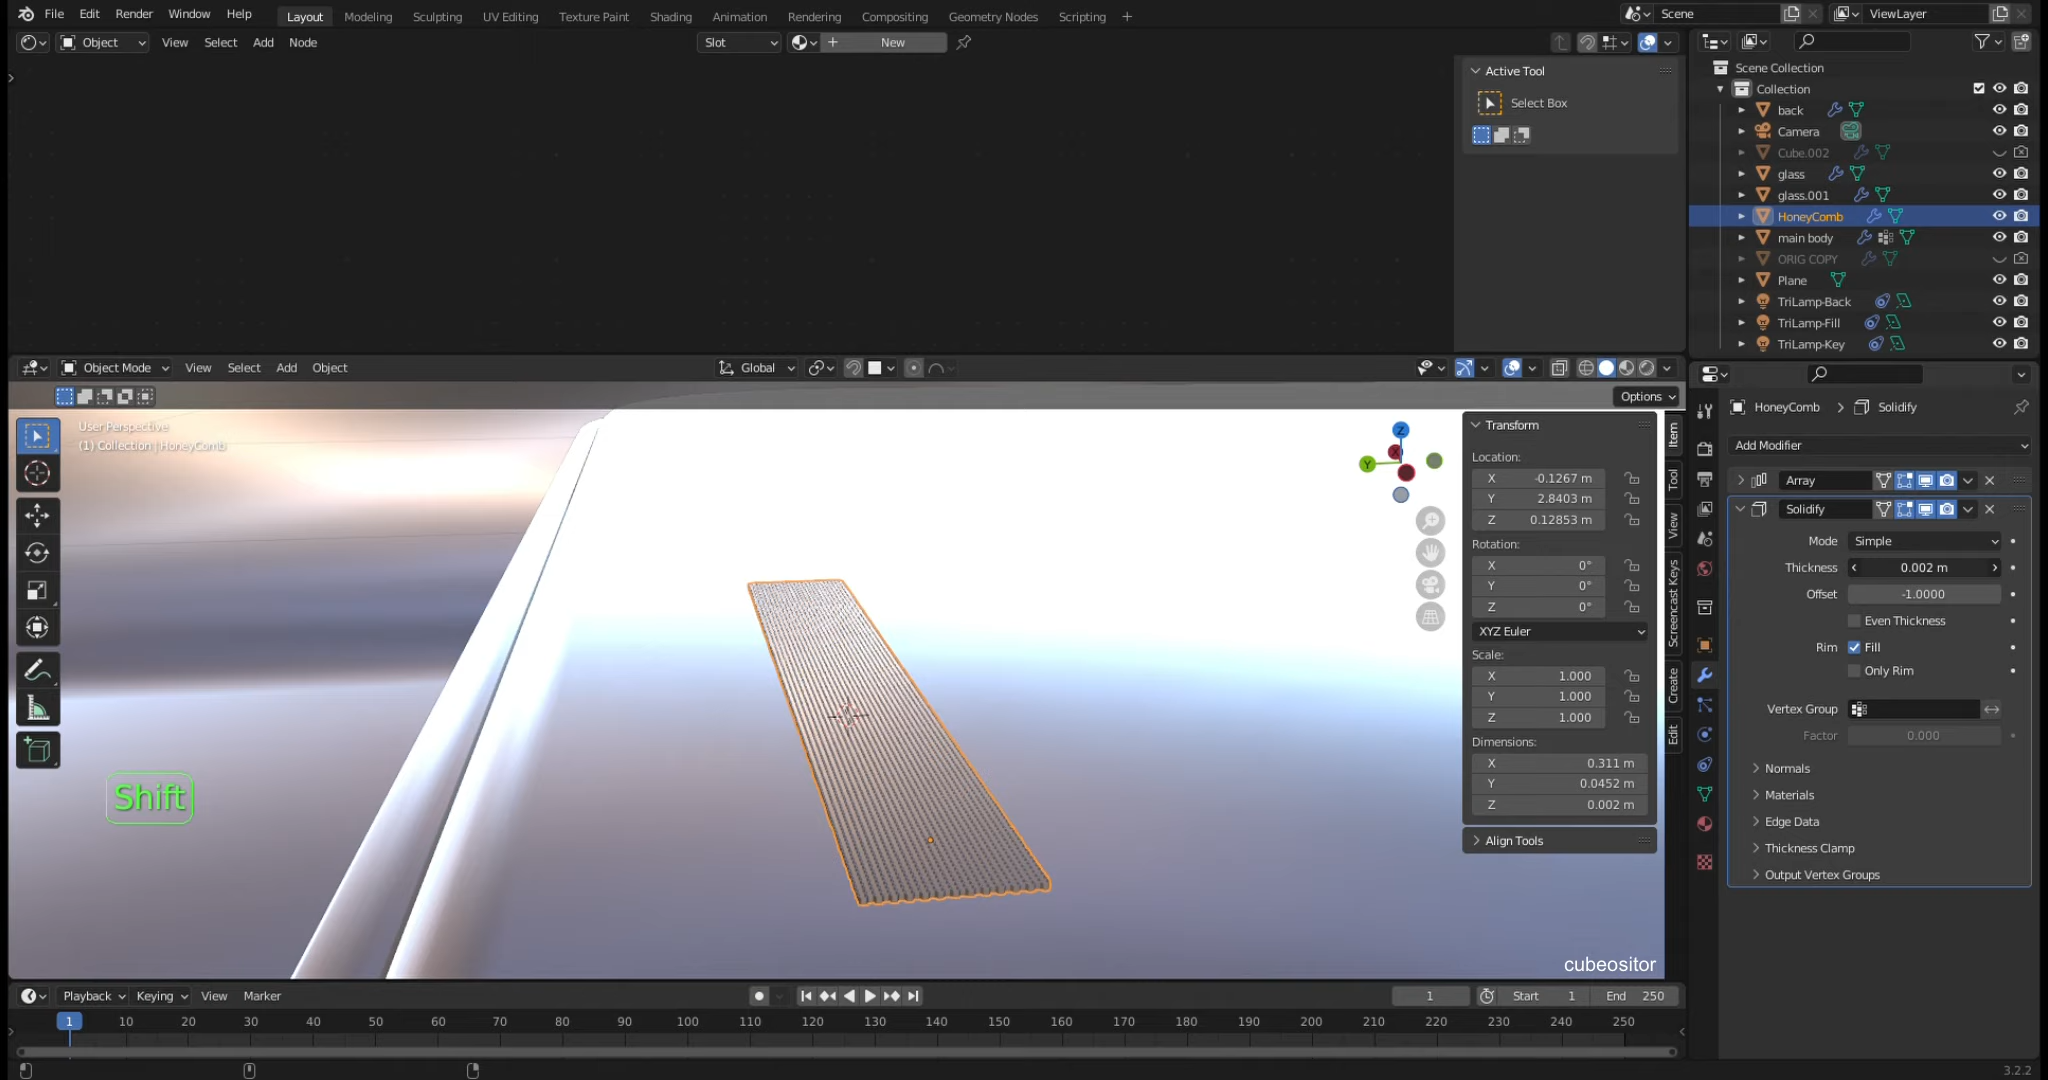 File Edit Render Window Help Layout Modeling Sculpting UV Editing Texture Paint Shading Animation Rendering Compositing Geometry Nodes Scripting + Scene ViewLayer
Object View Select Add Node Slot New
Active Tool
Select Box
Scene Collection
Collection
back
Camera
Cube.002
glass
glass.001
HoneyComb
main body
ORIG COPY
Plane
TriLamp-Back
TriLamp-Fill
TriLamp-Key
Object Mode View Select Add Object Global
Options
User Perspective
(1) Collection | HoneyComb
Z
Y
X
Shift
Transform
Location:
X -0.1267 m
Y 2.8403 m
Z 0.12853 m
Rotation:
X 0°
Y 0°
Z 0°
XYZ Euler
Scale:
X 1.000
Y 1.000
Z 1.000
Dimensions:
X 0.311 m
Y 0.0452 m
Z 0.002 m
Align Tools
Item
Tool
View
Screencast Keys
Create
Edit
cubeositor
HoneyComb Solidify
Add Modifier
Array
Solidify
Mode Simple
Thickness 0.002 m
Offset -1.0000
Even Thickness
Rim Fill
Only Rim
Vertex Group
Factor 0.000
Normals
Materials
Edge Data
Thickness Clamp
Output Vertex Groups
Playback Keying View Marker 1 Start 1 End 250
1 10 20 30 40 50 60 70 80 90 100 110 120 130 140 150 160 170 180 190 200 210 220 230 240 250
3.2.2